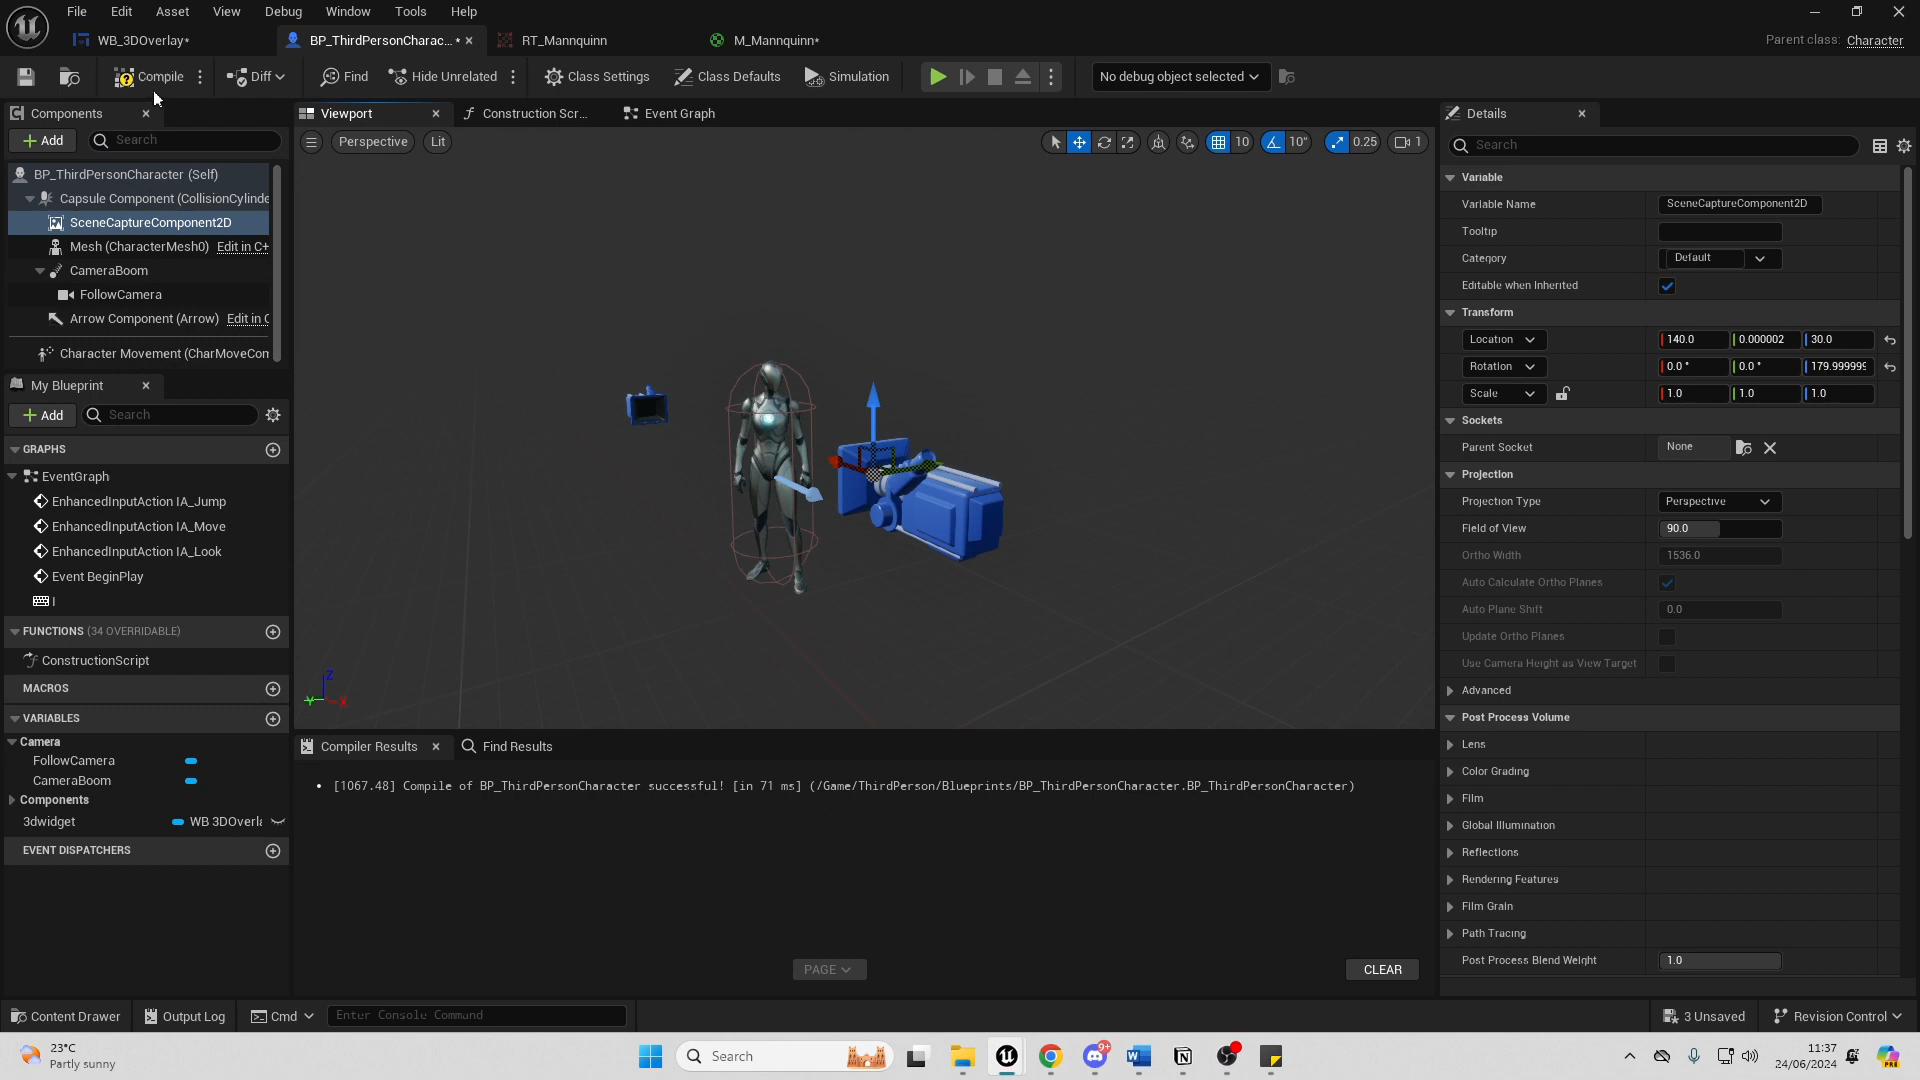 File Edit Asset View Debug Window Tools Help
WB_3DOverlay* BP_ThirdPersonCharac... * RT_Mannquinn M_Mannquinn* Parent class: Character
Compile Diff Find Hide Unrelated Class Settings Class Defaults Simulation No debug object selected
Components Viewport Construction Scr... Event Graph Details
Add Search Perspective Lit 10 10° 0.25 1 Search
BP_ThirdPersonCharacter (Self)
Capsule Component (CollisionCylinde
SceneCaptureComponent2D
Mesh (CharacterMesh0) Edit in C+
CameraBoom
FollowCamera
Arrow Component (Arrow) Edit in C
Character Movement (CharMoveCom
My Blueprint
Add Search
GRAPHS
EventGraph
EnhancedInputAction IA_Jump
EnhancedInputAction IA_Move
EnhancedInputAction IA_Look
Event BeginPlay
I
FUNCTIONS (34 OVERRIDABLE)
ConstructionScript
MACROS
VARIABLES
Camera
FollowCamera
CameraBoom
Components
3dwidget WB 3DOverla
EVENT DISPATCHERS
Z
Y X
Compiler Results Find Results
• [1067.48] Compile of BP_ThirdPersonCharacter successful! [in 71 ms] (/Game/ThirdPerson/Blueprints/BP_ThirdPersonCharacter.BP_ThirdPersonCharacter)
PAGE CLEAR
Variable
Variable Name SceneCaptureComponent2D
Tooltip
Category Default
Editable when Inherited
Transform
Location 140.0 0.000002 30.0
Rotation 0.0 ° 0.0 ° 179.999999
Scale 1.0 1.0 1.0
Sockets
Parent Socket None
Projection
Projection Type Perspective
Field of View 90.0
Ortho Width 1536.0
Auto Calculate Ortho Planes
Auto Plane Shift 0.0
Update Ortho Planes
Use Camera Height as View Target
Advanced
Post Process Volume
Lens
Color Grading
Film
Global Illumination
Reflections
Rendering Features
Film Grain
Path Tracing
Post Process Blend Weight 1.0
Content Drawer Output Log Cmd Enter Console Command 3 Unsaved Revision Control
23°C
Partly sunny
Search
9+
11:37
24/06/2024
PRE